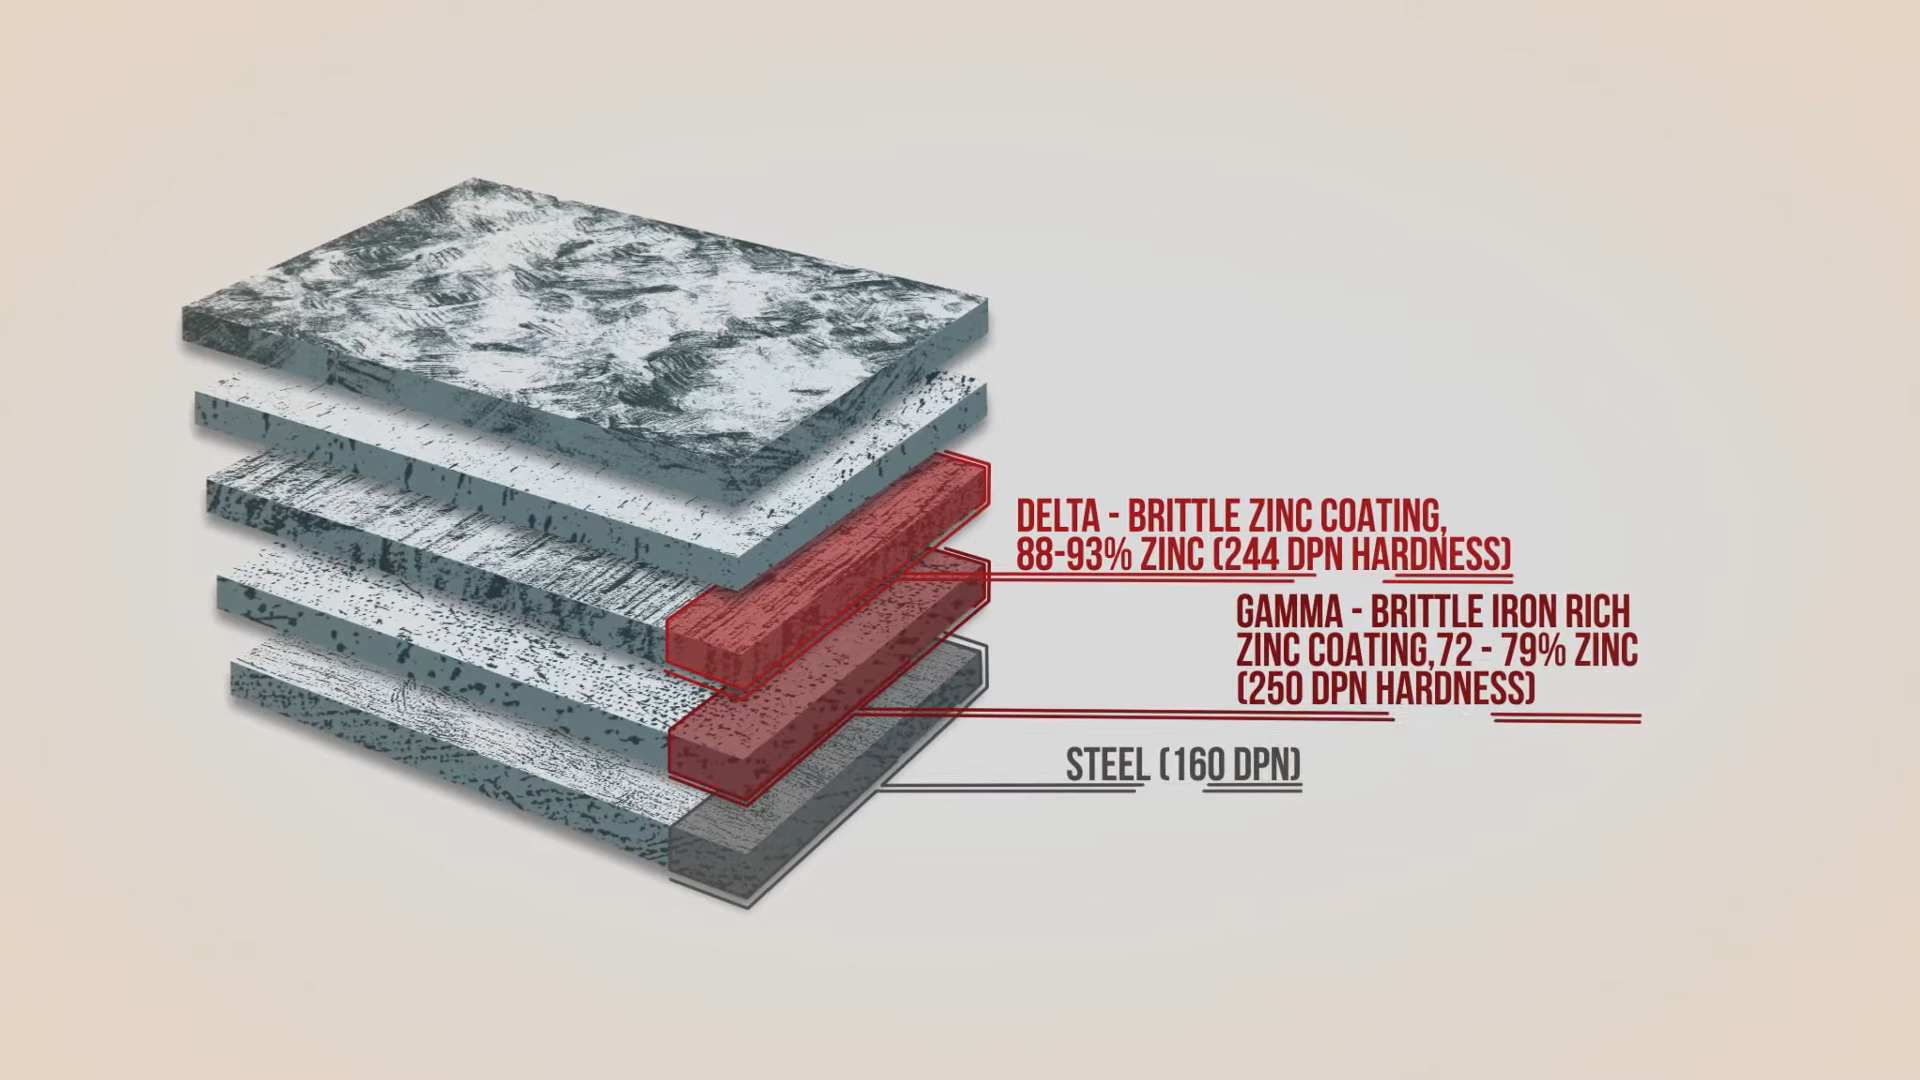 DELTA - BRITTLE ZINC COATING,
88-93% ZINC (244 DPN HARDNESS)
GAMMA - BRITTLE IRON RICH
ZINC COATING,72 - 79% ZINC
(250 DPN HARDNESS)
STEEL (160 DPN)